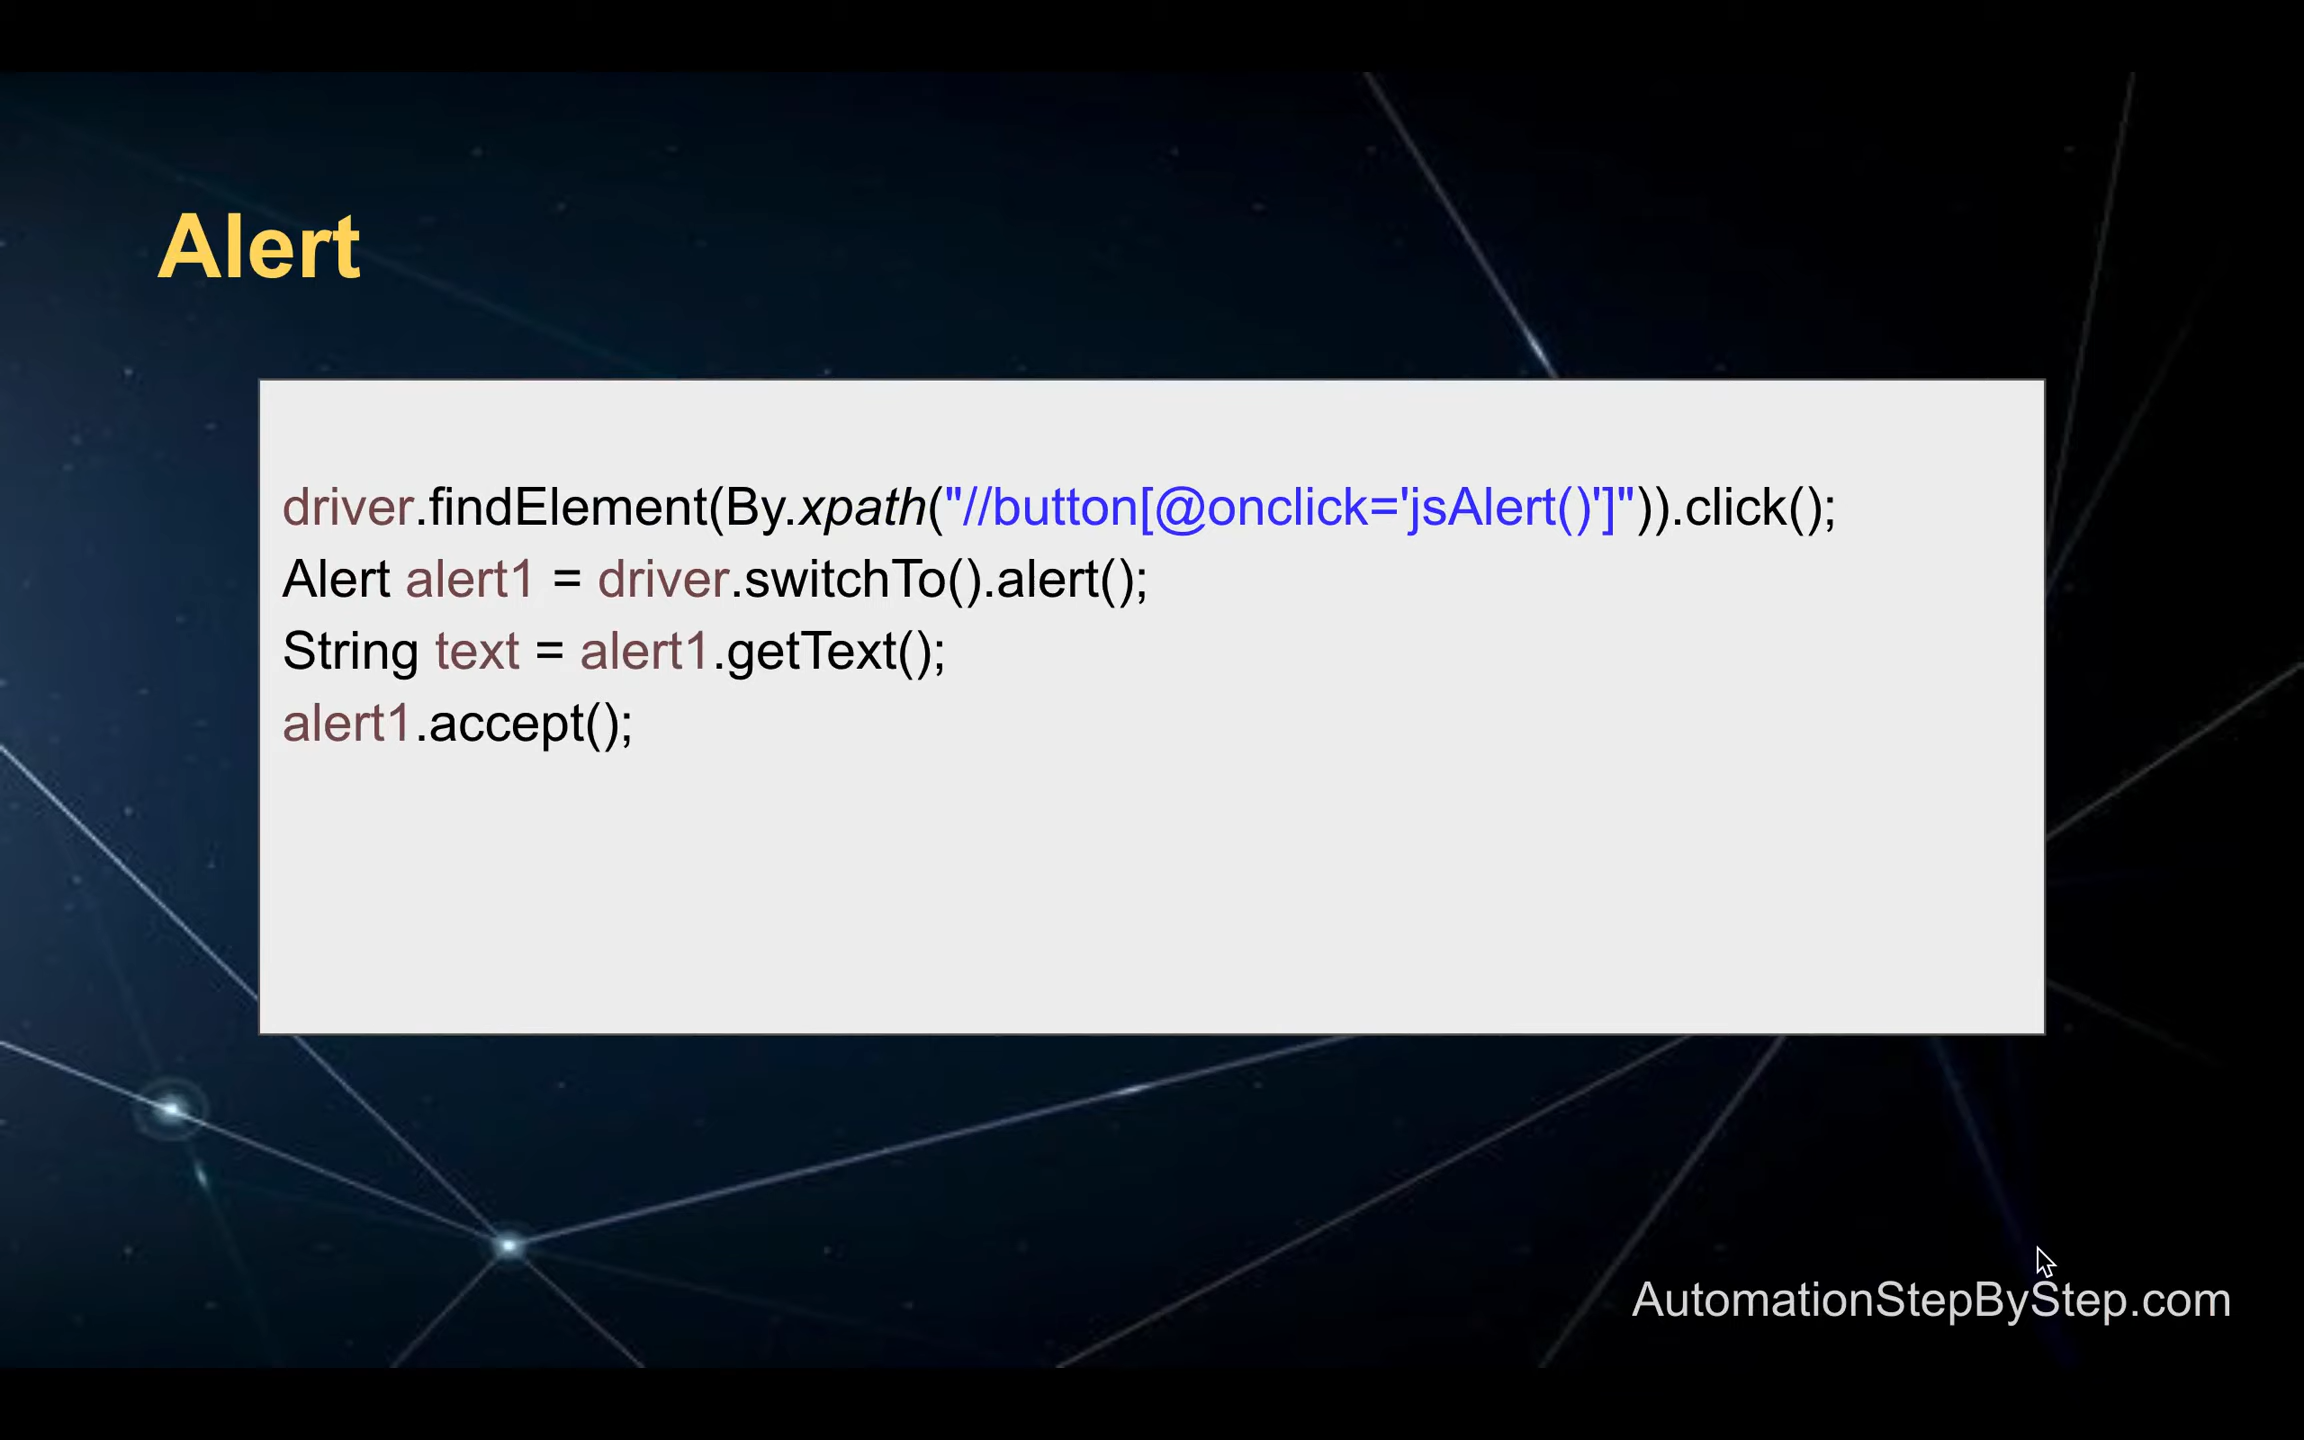 Alert
driver.findElement(By.xpath("//button[@onclick='jsAlert()']")).click();
Alert alert1 = driver.switchTo().alert();
String text = alert1.getText();
alert1.accept();
AutomationStepByStep.com